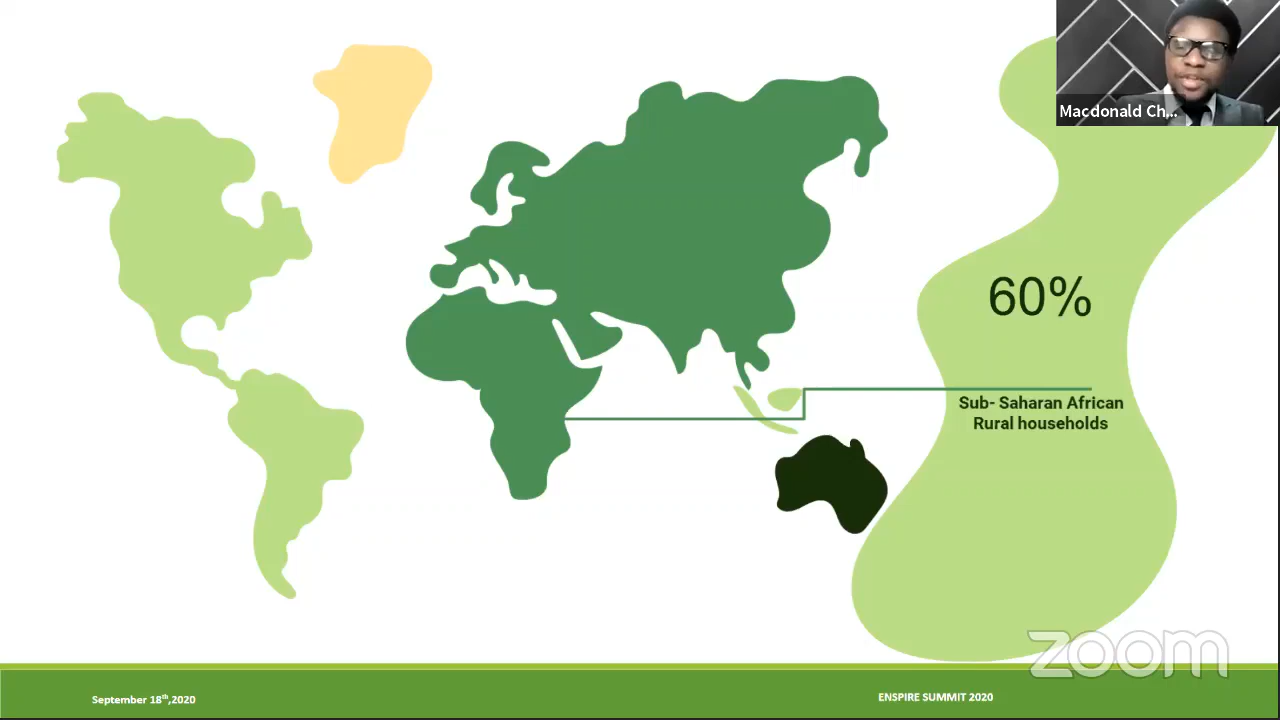 Macdonald Ch...
60%
Sub- Saharan African
Rural households
zoom
September 18th,2020
ENSPIRE SUMMIT 2020